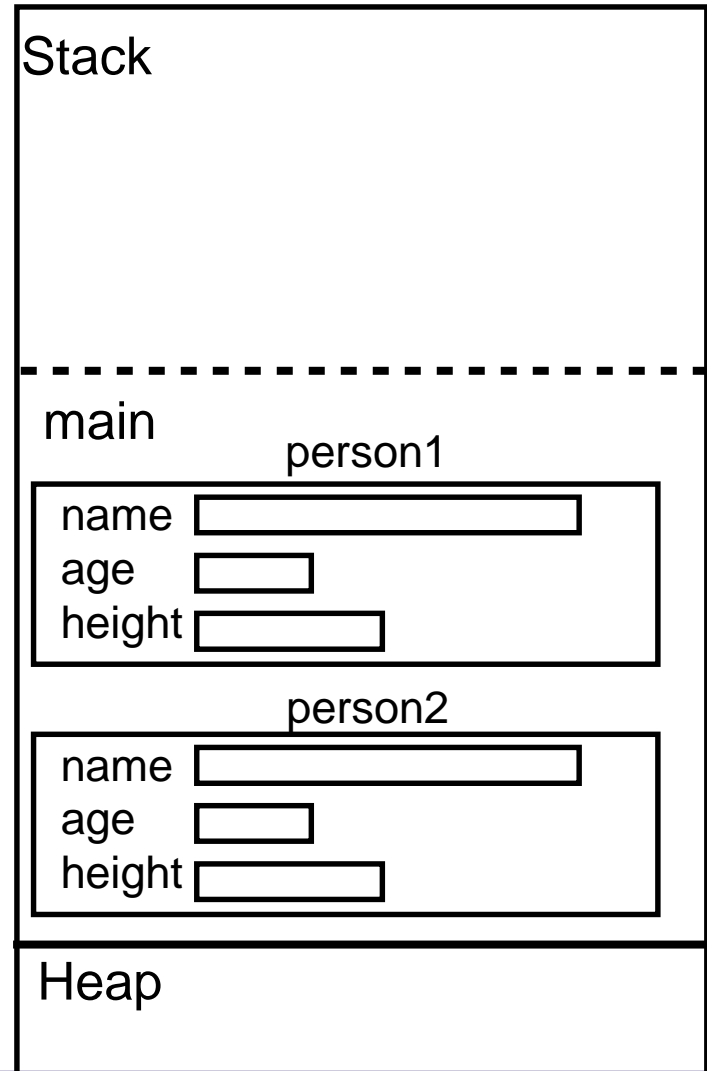 Stack
main
person1
name
age
height
person2
name
age
height
Heap